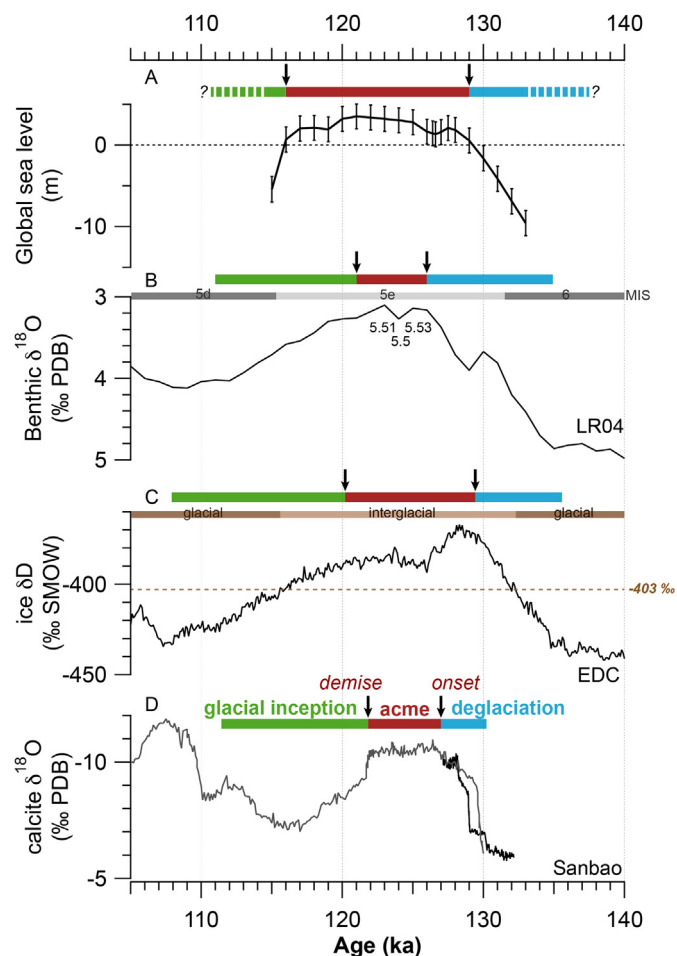 110 120 130 140
A
? ?
0
-10
Global sea level
(m)
B
5d 5e 6 MIS
3
4
5
5.51 5.53
5.5
Benthic δ18O
(‰ PDB)
LR04
C
glacial interglacial glacial
-400
-450
-403 ‰
ice δD
(‰ SMOW)
EDC
D
demise onset
glacial inception acme deglaciation
-10
-5
calcite δ18O
(‰ PDB)
Sanbao
110 120 130 140
Age (ka)